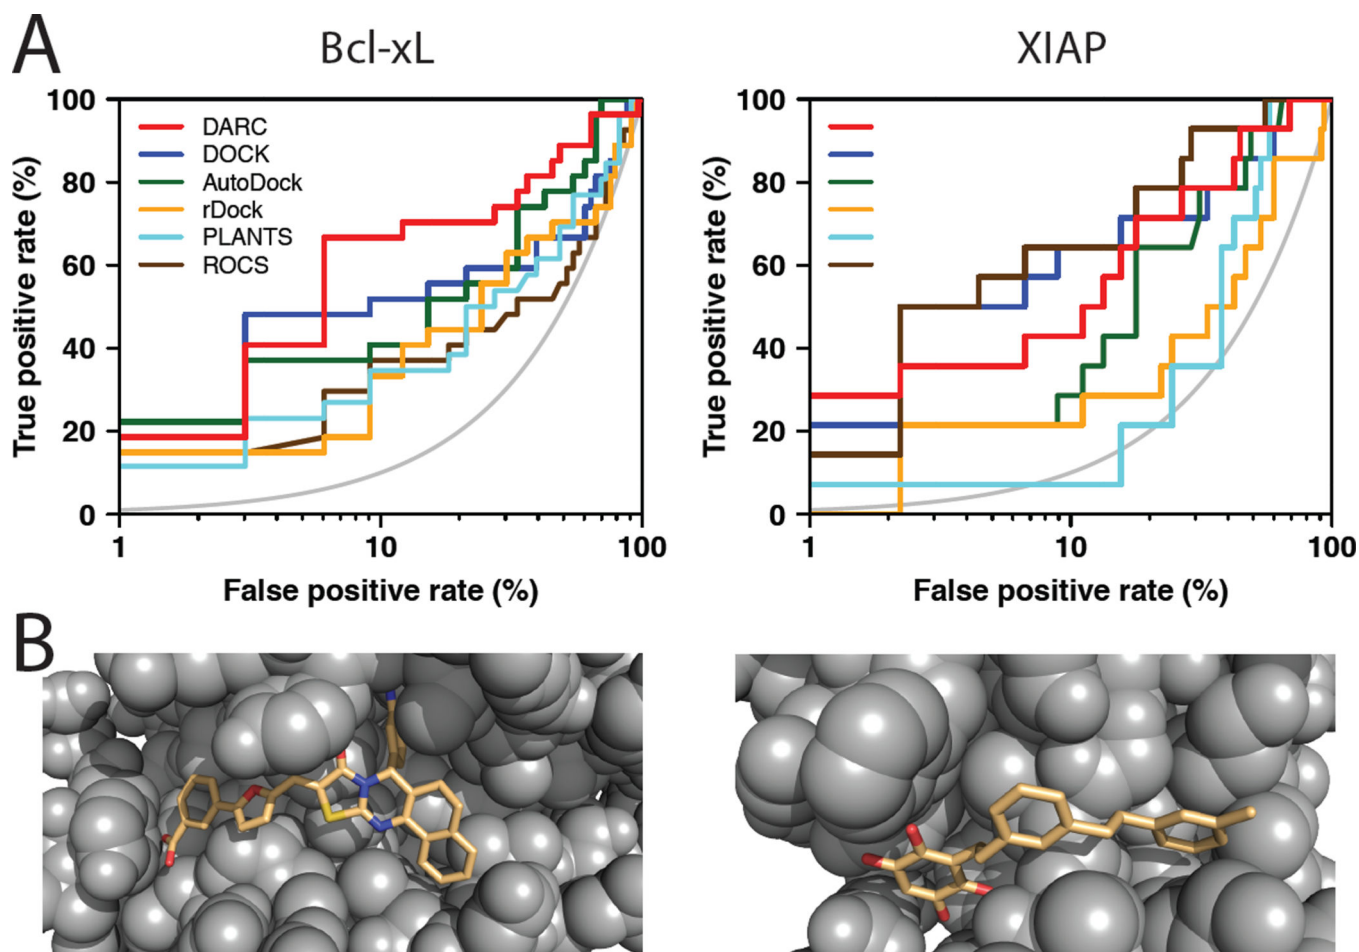 A
Bcl-xL
XIAP
True positive rate (%)
100
80
60
40
20
0
DARC
DOCK
AutoDock
rDock
PLANTS
ROCS
1
10
100
False positive rate (%)
True positive rate (%)
100
80
60
40
20
0
1
10
100
False positive rate (%)
B